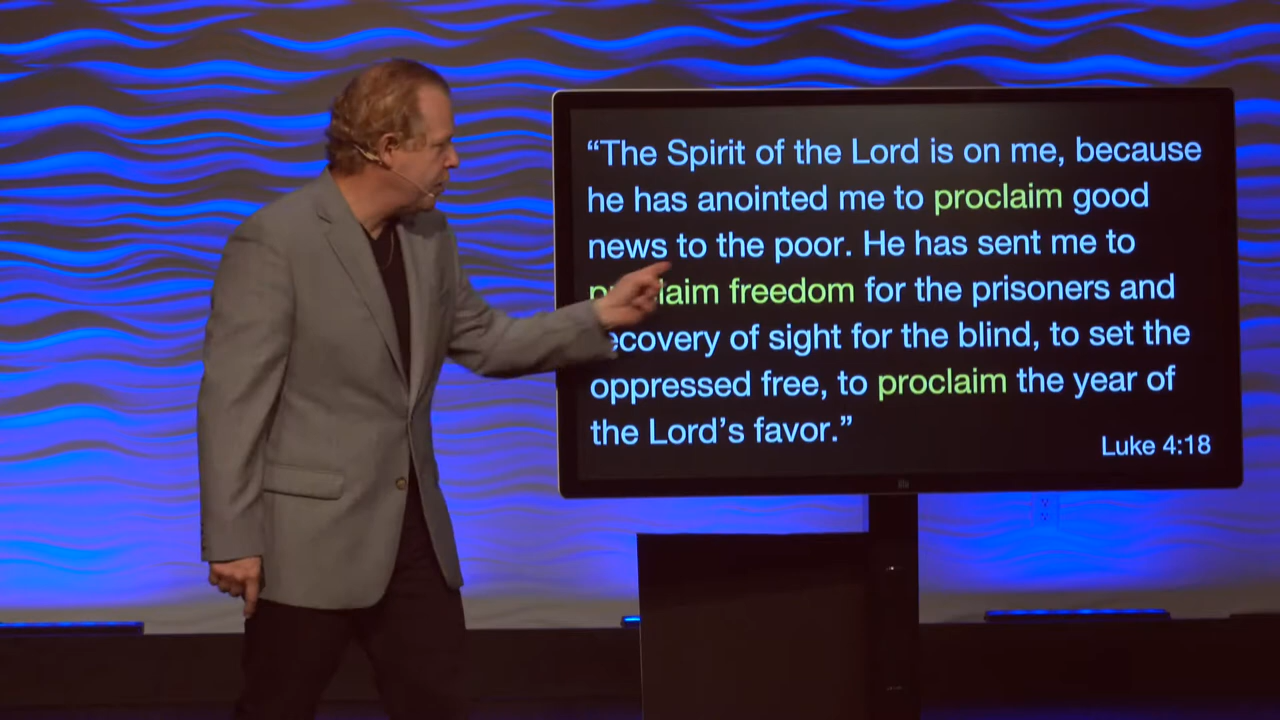 “The Spirit of the Lord is on me, because
he has anointed me to proclaim good
news to the poor. He has sent me to
freedom for the prisoners and
of sight for the blind, to set the
oppressed free, to proclaim the year of
the Lord’s favor.”
Luke 4:18